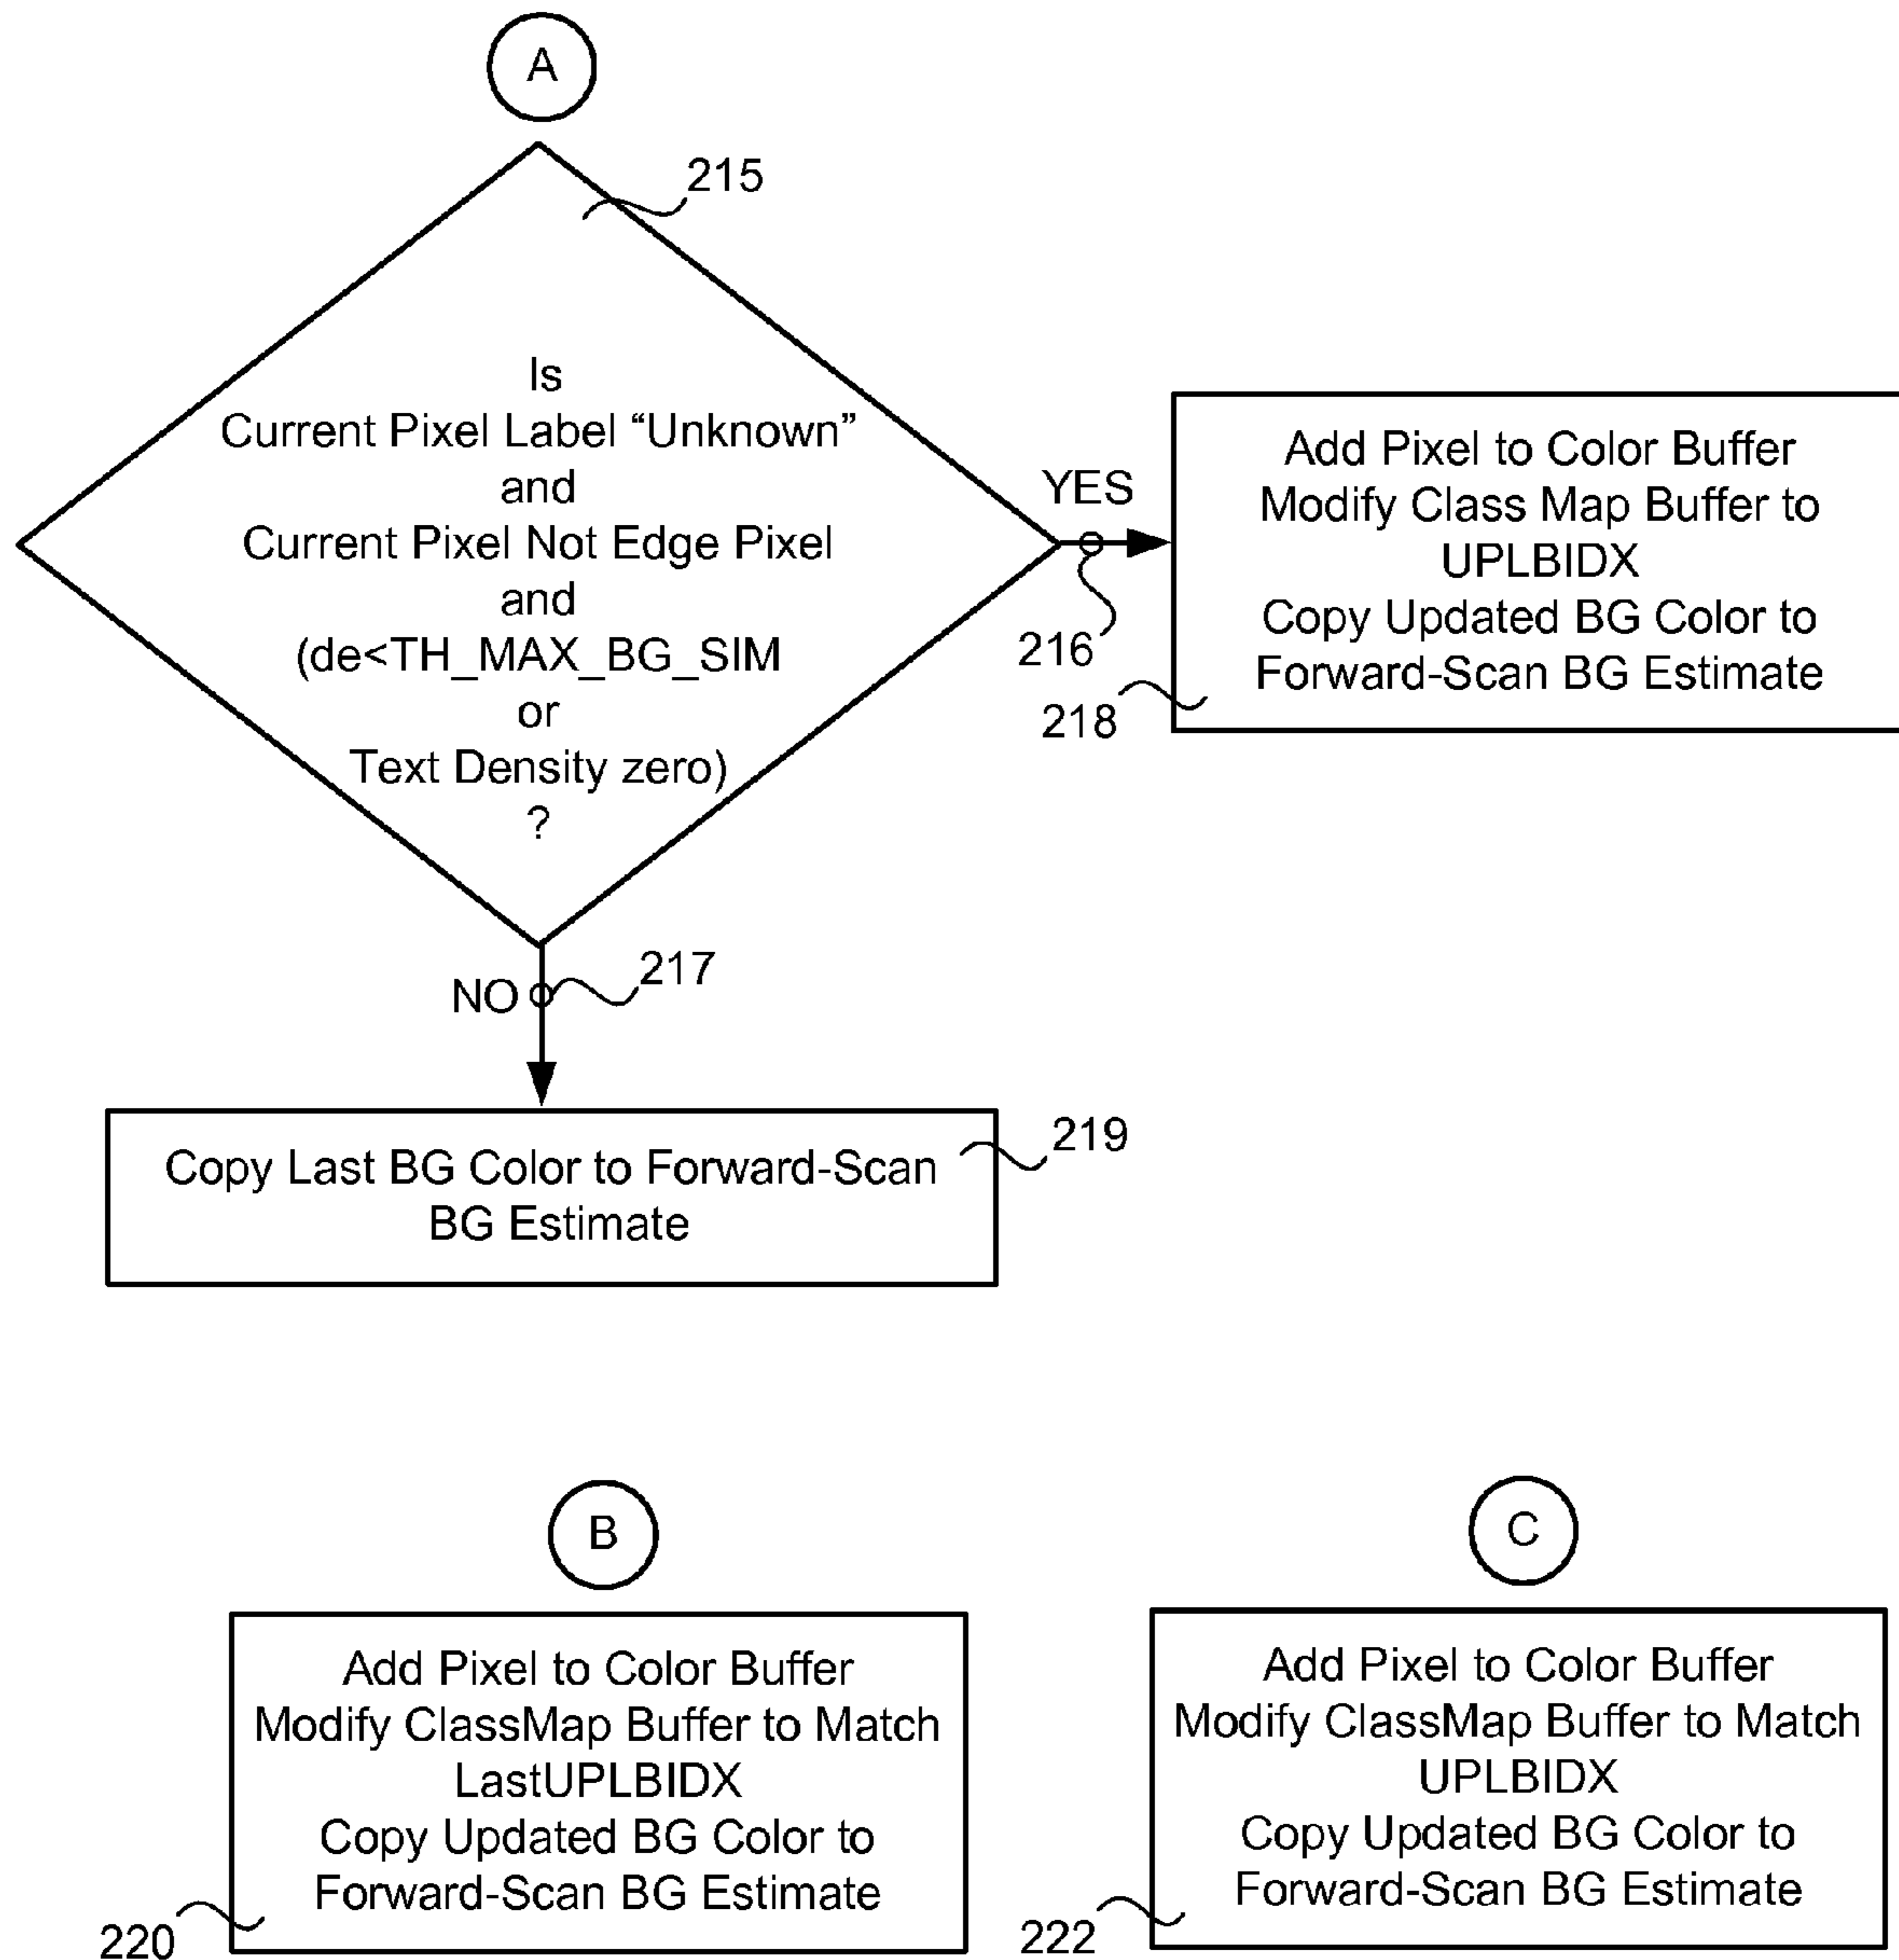 A
215
Is
Current Pixel Label “Unknown”
and
Current Pixel Not Edge Pixel
and
(de<TH_MAX_BG_SIM
or
Text Density zero)
?
YES
216
Add Pixel to Color Buffer
Modify Class Map Buffer to
UPLBIDX
Copy Updated BG Color to
Forward-Scan BG Estimate
218
NO
217
Copy Last BG Color to Forward-Scan
BG Estimate
219
B
Add Pixel to Color Buffer
Modify ClassMap Buffer to Match
LastUPLBIDX
Copy Updated BG Color to
Forward-Scan BG Estimate
220
C
Add Pixel to Color Buffer
Modify ClassMap Buffer to Match
UPLBIDX
Copy Updated BG Color to
Forward-Scan BG Estimate
222